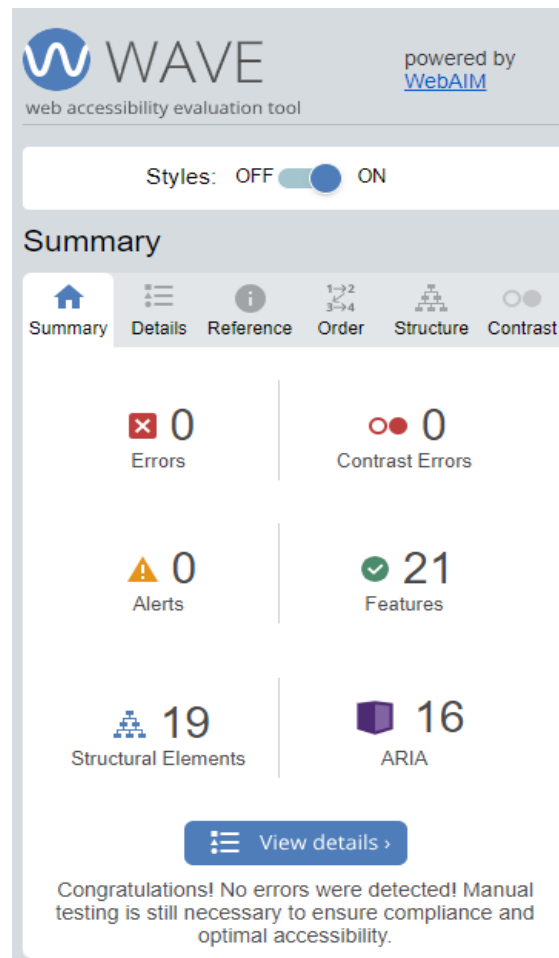 WAVE
powered by
WebAIM
web accessibility evaluation tool
Styles: OFF ON
Summary
1→2
3→4
Summary Details Reference Order Structure Contrast
0 0
Errors Contrast Errors
0 21
Alerts Features
19 16
Structural Elements ARIA
View details ›
Congratulations! No errors were detected! Manual
testing is still necessary to ensure compliance and
optimal accessibility.